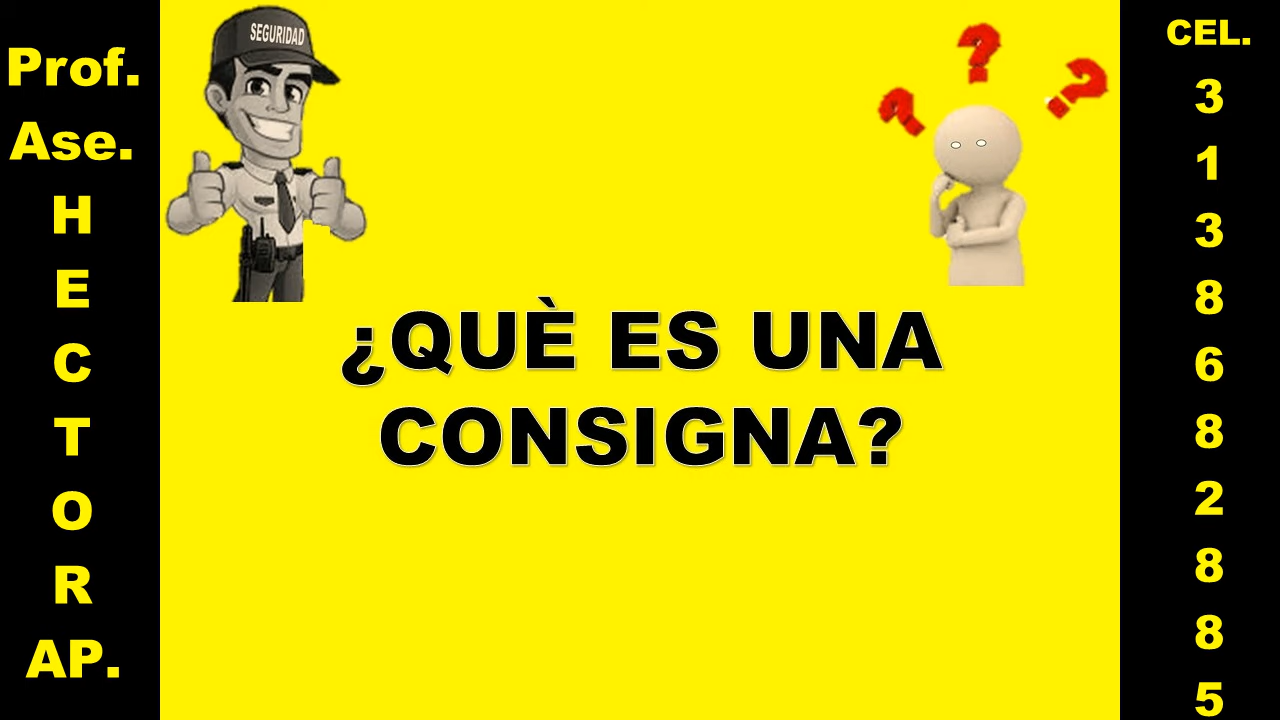 Prof.
Ase.
H
E
C
T
O
R
AP.
SEGURIDAD
¿QUÈ ES UNA
CONSIGNA?
CEL.
3
1
3
8
6
8
2
8
8
5